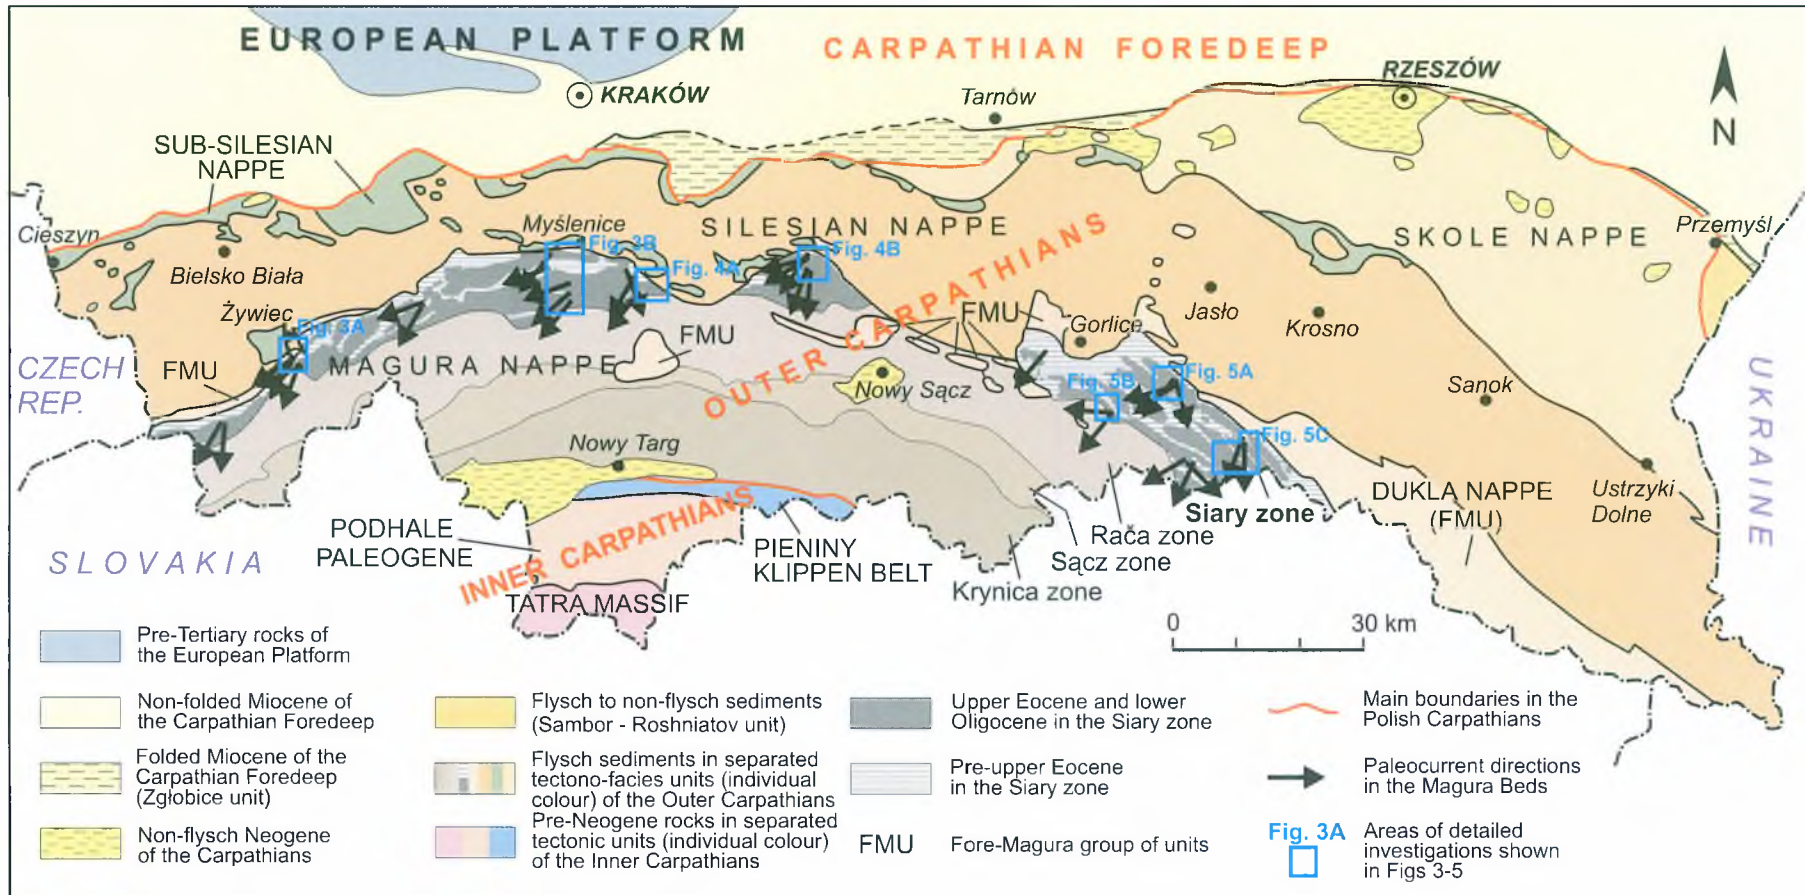 EUROPEAN PLATFORM
CARPATHIAN FOREDEEP
KRAKÓW
Tarnów
RZESZÓW
N
SUB-SILESIAN
NAPPE
Cieszyn
Bielsko Biała
Myślenice
Fig. 3B
SILESIAN NAPPE
Fig. 4B
Fig. 4A
SKOLE NAPPE
Przemyśl
Żywiec
Fig. 3A
FMU
MAGURA NAPPE
FMU
OUTER CARPATHIANS
FMU
Gorlice
Jasło
Krosno
CZECH
REP.
Nowy Sącz
Fig. 5B
Fig. 5A
Sanok
UKRAINE
Nowy Targ
Fig. 5C
Siary zone
DUKLA NAPPE
(FMU)
Ustrzyki
Dolne
PODHALE
PALEOGENE
INNER CARPATHIANS
PIENINY
KLIPPEN BELT
Rača zone
Sącz zone
Krynica zone
SLOVAKIA
TATRA MASSIF
0 30 km
Pre-Tertiary rocks of
the European Platform
Non-folded Miocene of
the Carpathian Foredeep
Folded Miocene of the
Carpathian Foredeep
(Zgłobice unit)
Non-flysch Neogene
of the Carpathians
Flysch to non-flysch sediments
(Sambor - Roshniatov unit)
Flysch sediments in separated
tectono-facies units (individual
colour) of the Outer Carpathians
Pre-Neogene rocks in separated
tectonic units (individual colour)
of the Inner Carpathians
Upper Eocene and lower
Oligocene in the Siary zone
Pre-upper Eocene
in the Siary zone
FMU Fore-Magura group of units
Main boundaries in the
Polish Carpathians
Paleocurrent directions
in the Magura Beds
Fig. 3A Areas of detailed
investigations shown
in Figs 3-5